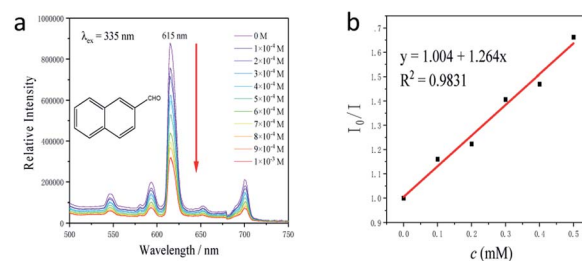 a
λex = 335 nm
615 nm
CHO
0 M
1×10⁻⁴ M
2×10⁻⁴ M
3×10⁻⁴ M
4×10⁻⁴ M
5×10⁻⁴ M
6×10⁻⁴ M
7×10⁻⁴ M
8×10⁻⁴ M
9×10⁻⁴ M
1×10⁻³ M
Relative Intensity
1000000
800000
600000
400000
200000
0
500 550 600 650 700 750
Wavelength / nm
b
y = 1.004 + 1.264x
R² = 0.9831
I₀ / I
1.7
1.6
1.5
1.4
1.3
1.2
1.1
1.0
0.9
0.0 0.1 0.2 0.3 0.4 0.5
c (mM)